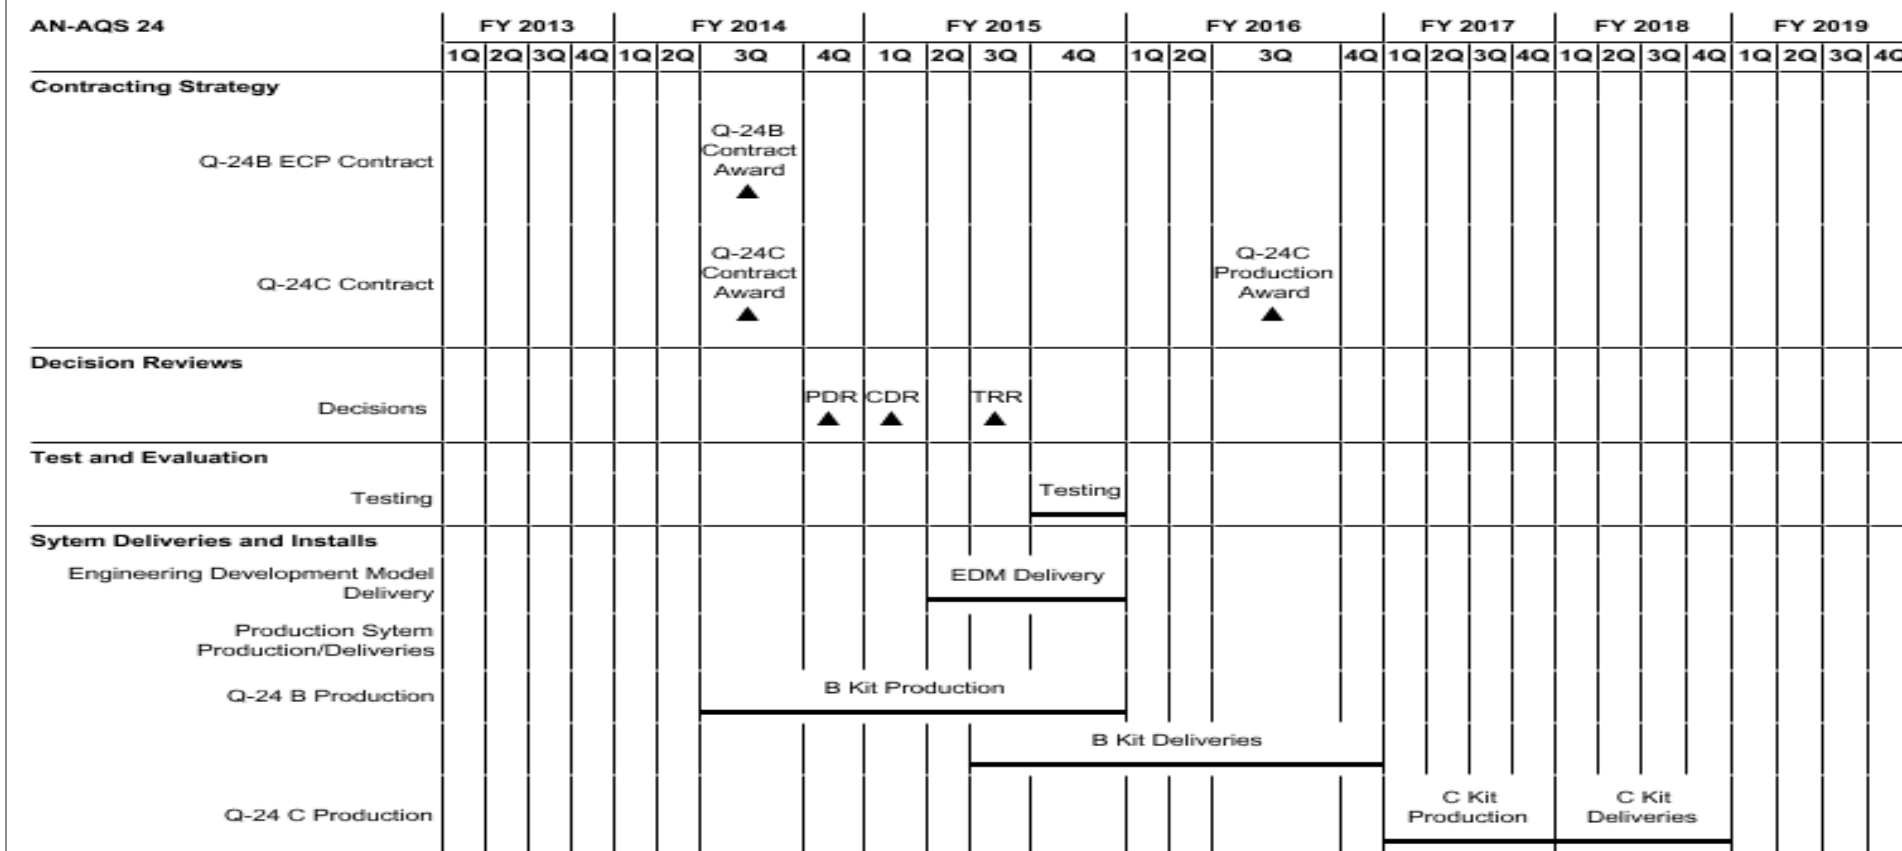 AN-AQS 24 FY 2013 FY 2014 FY 2015 FY 2016 FY 2017 FY 2018 FY 2019
1Q 2Q 3Q 4Q 1Q 2Q 3Q 4Q 1Q 2Q 3Q 4Q 1Q 2Q 3Q 4Q 1Q 2Q 3Q 4Q 1Q 2Q 3Q 4Q 1Q 2Q 3Q 4Q
Contracting Strategy
Q-24B ECP Contract
Q-24B
Contract
Award
Q-24C Contract
Q-24C
Contract
Award
Q-24C
Production
Award
Decision Reviews
Decisions
PDR CDR TRR
Test and Evaluation
Testing
Testing
Sytem Deliveries and Installs
Engineering Development Model
Delivery
EDM Delivery
Production Sytem
Production/Deliveries
Q-24 B Production
B Kit Production
B Kit Deliveries
Q-24 C Production
C Kit
Production
C Kit
Deliveries